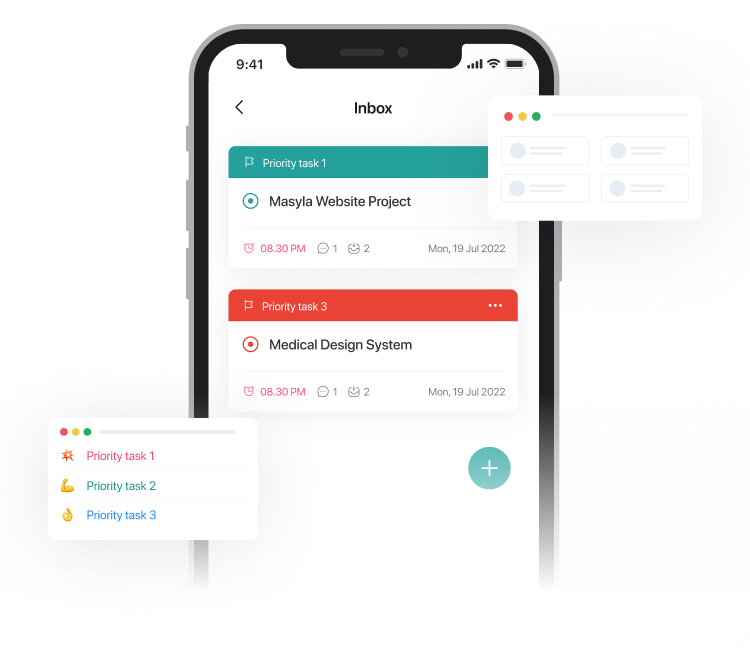 9:41
Inbox
Priority task 1
Masyla Website Project
08.30 PM 1 2 Mon, 19 Jul 2022
Priority task 3
Medical Design System
08.30 PM 1 2 Mon, 19 Jul 2022
Priority task 1
Priority task 2
Priority task 3